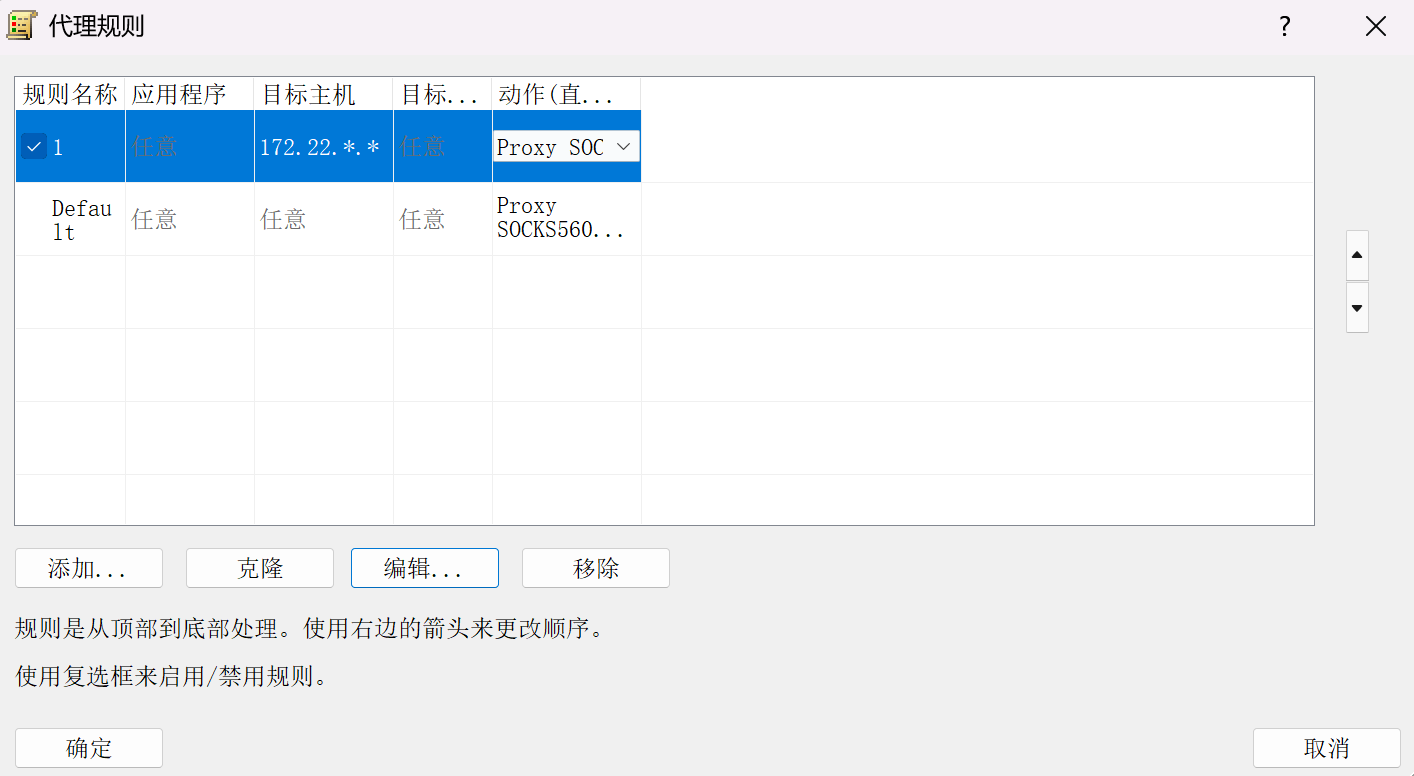 代理规则
?
规则名称 应用程序 目标主机 目标... 动作(直...
1 任意 172.22.*.* 任意 Proxy SOC
Defau
lt
任意 任意 任意
Proxy
SOCKS560...
添加... 克隆 编辑... 移除
规则是从顶部到底部处理。使用右边的箭头来更改顺序。
使用复选框来启用/禁用规则。
确定 取消